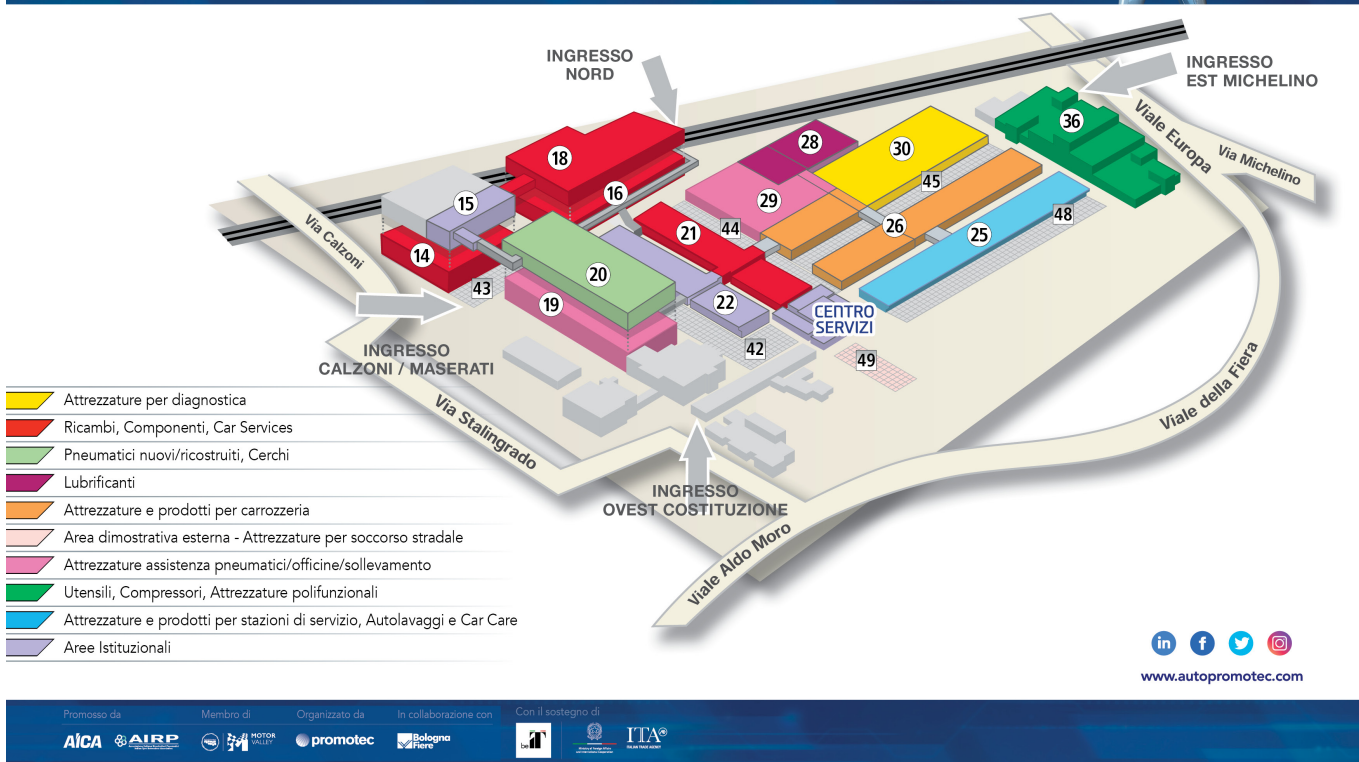 INGRESSO
NORD
INGRESSO
EST MICHELINO
36
Viale Europa
Via Michelino
28
30
18
16
45
15
29
48
Via Calzoni
44
26
21
25
14
20
43
19
22
CENTRO
SERVIZI
42
49
INGRESSO
CALZONI / MASERATI
Via Stalingrado
Viale della Fiera
INGRESSO
OVEST COSTITUZIONE
Viale Aldo Moro
Attrezzature per diagnostica
Ricambi, Componenti, Car Services
Pneumatici nuovi/ricostruiti, Cerchi
Lubrificanti
Attrezzature e prodotti per carrozzeria
Area dimostrativa esterna - Attrezzature per soccorso stradale
Attrezzature assistenza pneumatici/officine/sollevamento
Utensili, Compressori, Attrezzature polifunzionali
Attrezzature e prodotti per stazioni di servizio, Autolavaggi e Car Care
Aree Istituzionali
in f
www.autopromotec.com
Promosso da
Membro di
Organizzato da
In collaborazione con
Con il sostegno di
AICA
AIRP
MOTOR
VALLEY
promotec
Bologna
Fiere
be IT
ITA
ITALIAN TRADE AGENCY